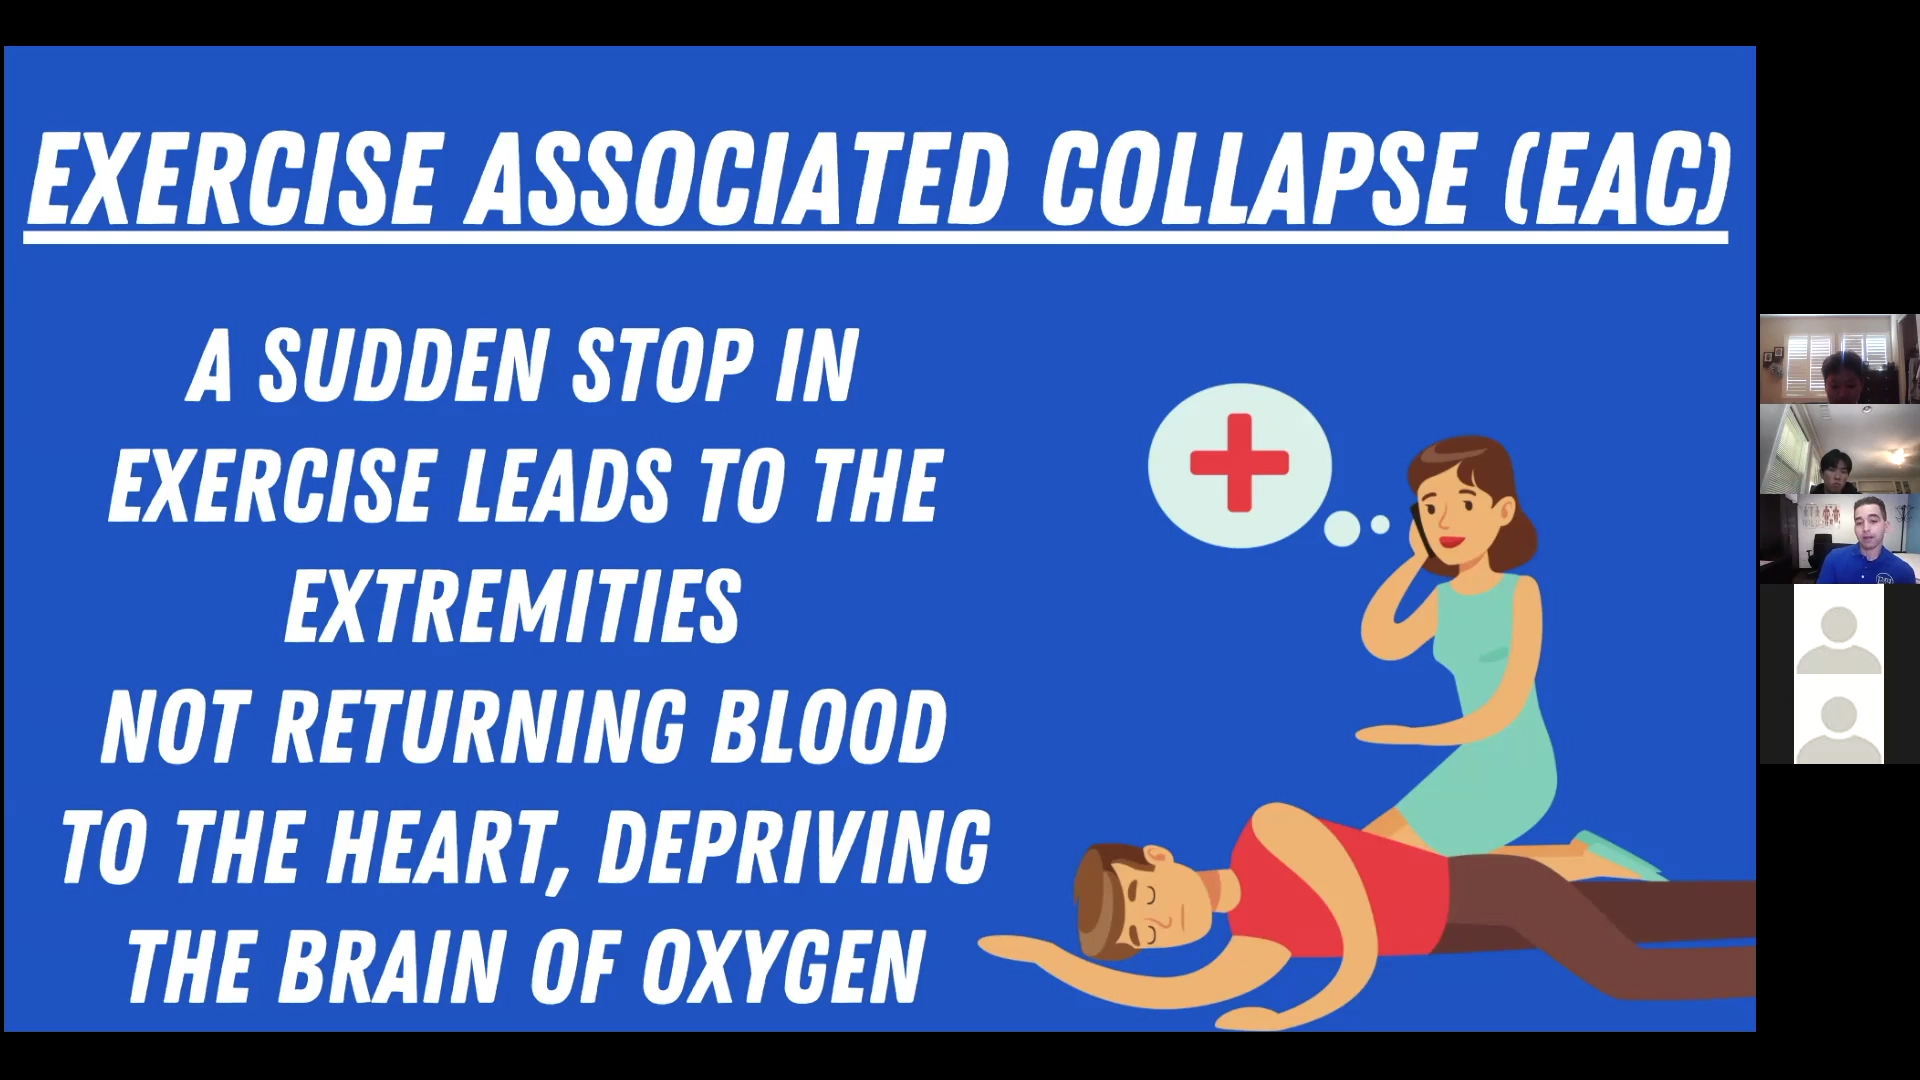 EXERCISE ASSOCIATED COLLAPSE (EAC)
A SUDDEN STOP IN
EXERCISE LEADS TO THE
EXTREMITIES
NOT RETURNING BLOOD
TO THE HEART, DEPRIVING
THE BRAIN OF OXYGEN